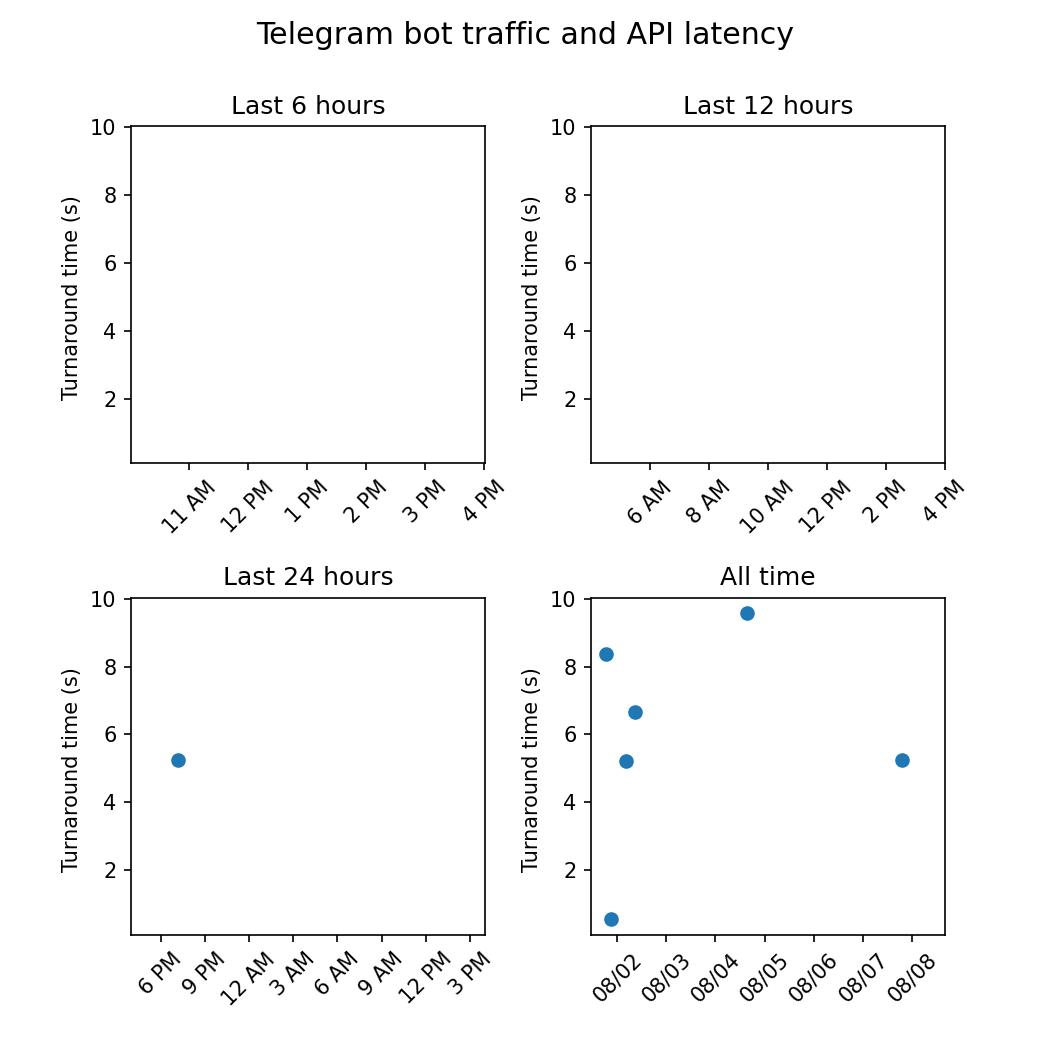 Telegram bot traffic and API latency
Last 6 hours
Turnaround time (s)
10
8
6
4
2
11 AM
12 PM
1 PM
2 PM
3 PM
4 PM
Last 12 hours
Turnaround time (s)
10
8
6
4
2
6 AM
8 AM
10 AM
12 PM
2 PM
4 PM
Last 24 hours
Turnaround time (s)
10
8
6
4
2
6 PM
9 PM
12 AM
3 AM
6 AM
9 AM
12 PM
3 PM
All time
Turnaround time (s)
10
8
6
4
2
08/02
08/03
08/04
08/05
08/06
08/07
08/08